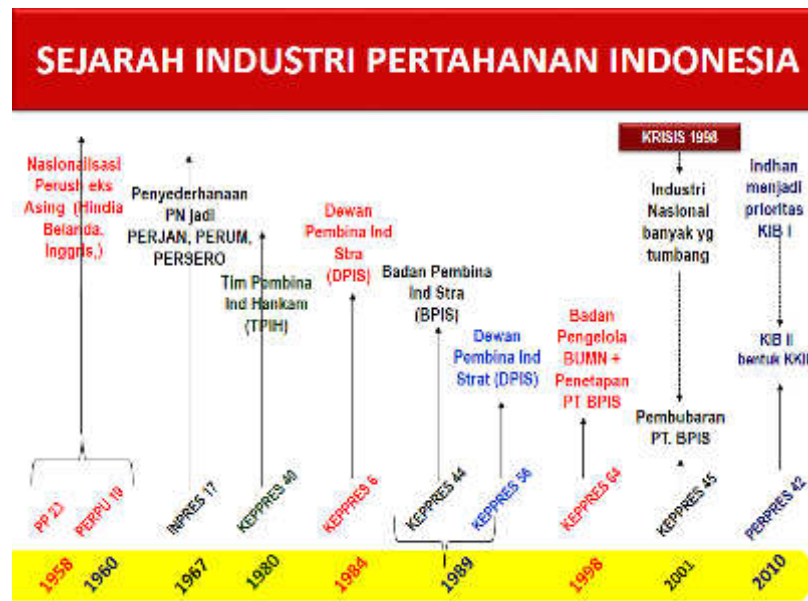 SEJARAH INDUSTRI PERTAHANAN INDONESIA
Nasionalisasi
Perush eks
Asing (Hindia
Belanda,
Inggris,)
Penyederhanaan
PN jadi
PERJAN, PERUM,
PERSERO
Tim Pembina
Ind Hankam
(TPIH)
Dewan
Pembina Ind
Stra
(DPIS)
Badan Pembina
Ind Stra
(BPIS)
Dewan
Pembina Ind
Strat (DPIS)
Badan
Pengelola
BUMN +
Penetapan
PT BPIS
KRISIS 1998
Industri
Nasional
banyak yg
tumbang
Pembubaran
PT. BPIS
Indhan
menjadi
prioritas
KIB I
KIB II
bentuk
PP 23
PERPU 19
INPRES 17
KEPPRES 40
KEPPRES 6
KEPPRES 44
KEPPRES 56
KEPPRES 64
KEPPRES 45
PERPRES 42
1958
1960
1967
1980
1984
1989
1998
2001
2010